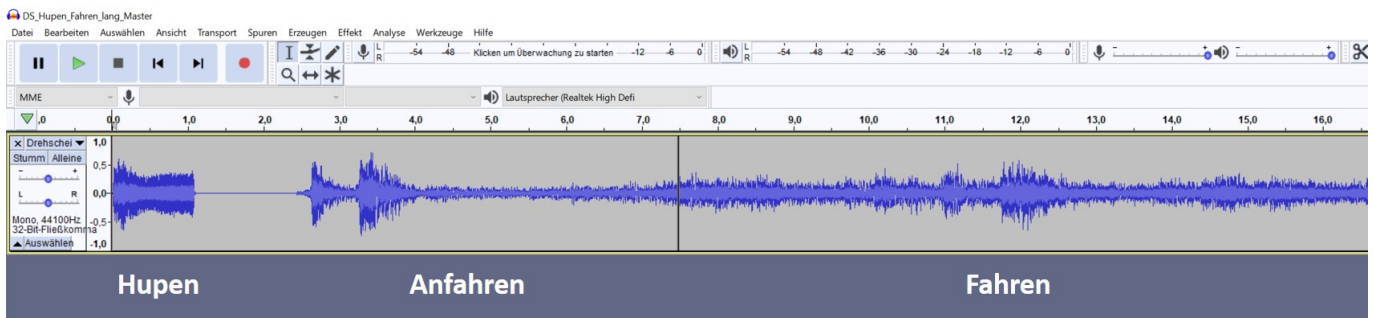 DS_Hupen_Fahren_lang_Master
Datei Bearbeiten Auswählen Ansicht Transport Spuren Erzeugen Effekt Analyse Werkzeuge Hilfe
L R -54 -48 Klicken um Überwachung zu starten -12 -6 0 L R -54 -48 -42 -36 -30 -24 -18 -12 -6 0
MME Lautsprecher (Realtek High Defi
,0 0,0 1,0 2,0 3,0 4,0 5,0 6,0 7,0 8,0 9,0 10,0 11,0 12,0 13,0 14,0 15,0 16,0
Drehschei 1,0
Stumm Alleine
0,5
- +
L R 0,0
Mono, 44100Hz -0,5
32-Bit-Fließkomma
Auswählen -1,0
Hupen Anfahren Fahren